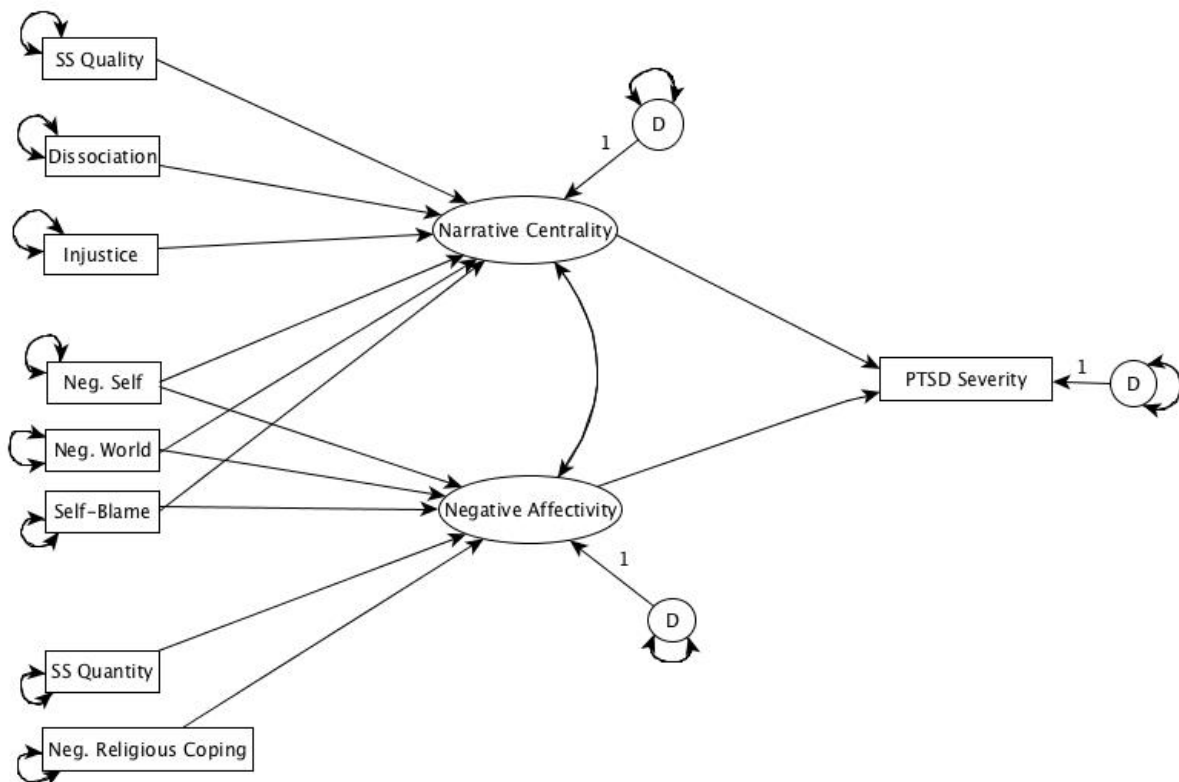 SS Quality
D
1
Dissociation
Narrative Centrality
Injustice
Neg. Self
PTSD Severity
1
D
Neg. World
Self-Blame
Negative Affectivity
1
D
SS Quantity
Neg. Religious Coping